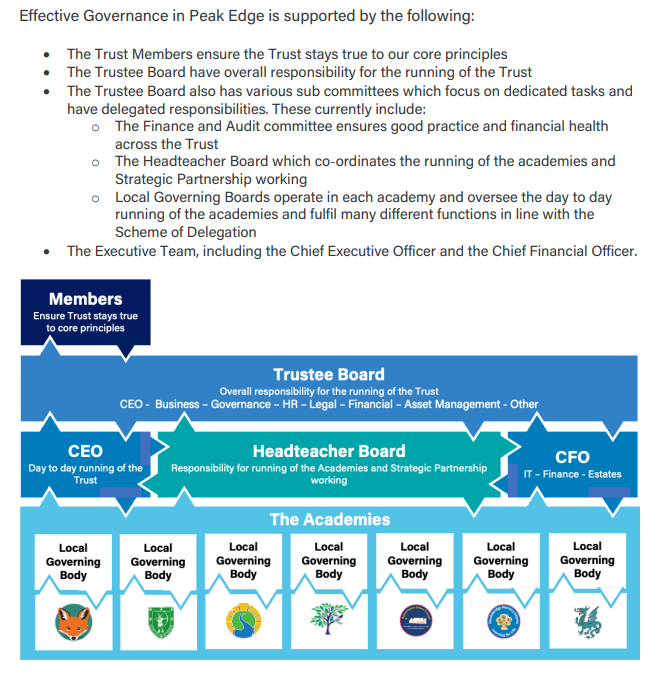 Effective Governance in Peak Edge is supported by the following:
• The Trust Members ensure the Trust stays true to our core principles
• The Trustee Board have overall responsibility for the running of the Trust
• The Trustee Board also has various sub committees which focus on dedicated tasks and
have delegated responsibilities. These currently include:
o The Finance and Audit committee ensures good practice and financial health
across the Trust
o The Headteacher Board which co-ordinates the running of the academies and
Strategic Partnership working
o Local Governing Boards operate in each academy and oversee the day to day
running of the academies and fulfil many different functions in line with the
Scheme of Delegation
• The Executive Team, including the Chief Executive Officer and the Chief Financial Officer.
Members
Ensure Trust stays true
to core principles
Trustee Board
Overall responsibility for the running of the Trust
CEO - Business – Governance – HR – Legal – Financial – Asset Management - Other
CEO
Day to day running of the
Trust
Headteacher Board
Responsibility for running of the Academies and Strategic Partnership
working
CFO
IT – Finance - Estates
The Academies
Local
Governing
Body
Local
Governing
Body
Local
Governing
Body
Local
Governing
Body
Local
Governing
Body
Local
Governing
Body
Local
Governing
Body